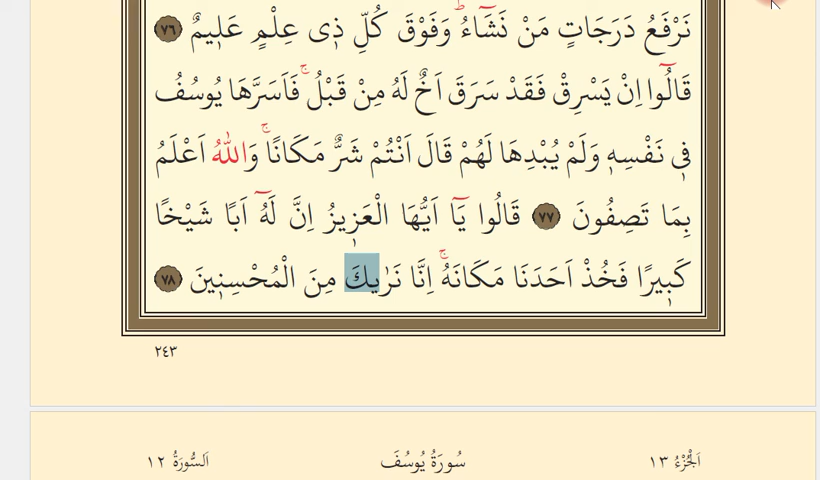 نَرْفَعُ دَرَجَاتٍ مَنْ نَشَٓاءُۜ وَفَوْقَ كُلِّ ذ۪ى عِلْمٍ عَل۪يمٌ ﴿٧٦﴾
قَالُٓوا اِنْ يَسْرِقْ فَقَدْ سَرَقَ اَخٌ لَهُ مِنْ قَبْلُۚ فَاَسَرَّهَا يُوسُفُ
ف۪ى نَفْسِه۪ وَلَمْ يُبْدِهَا لَهُمْ قَالَ اَنْتُمْ شَرٌّ مَكَانًاۚ وَاللّٰهُ اَعْلَمُ
بِمَا تَصِفُونَ ﴿٧٧﴾ قَالُوا يَٓا اَيُّهَا الْعَز۪يزُ اِنَّ لَهُٓ اَبًا شَيْخًا
كَب۪يرًا فَخُذْ اَحَدَنَا مَكَانَهُۚ اِنَّا نَرٰيكَ مِنَ الْمُحْسِن۪ينَ ﴿٧٨﴾
٢٤٣
اَلْجُزْءُ ١٣ سُورَةُ يُوسُفَ اَلسُّورَةُ ١٢